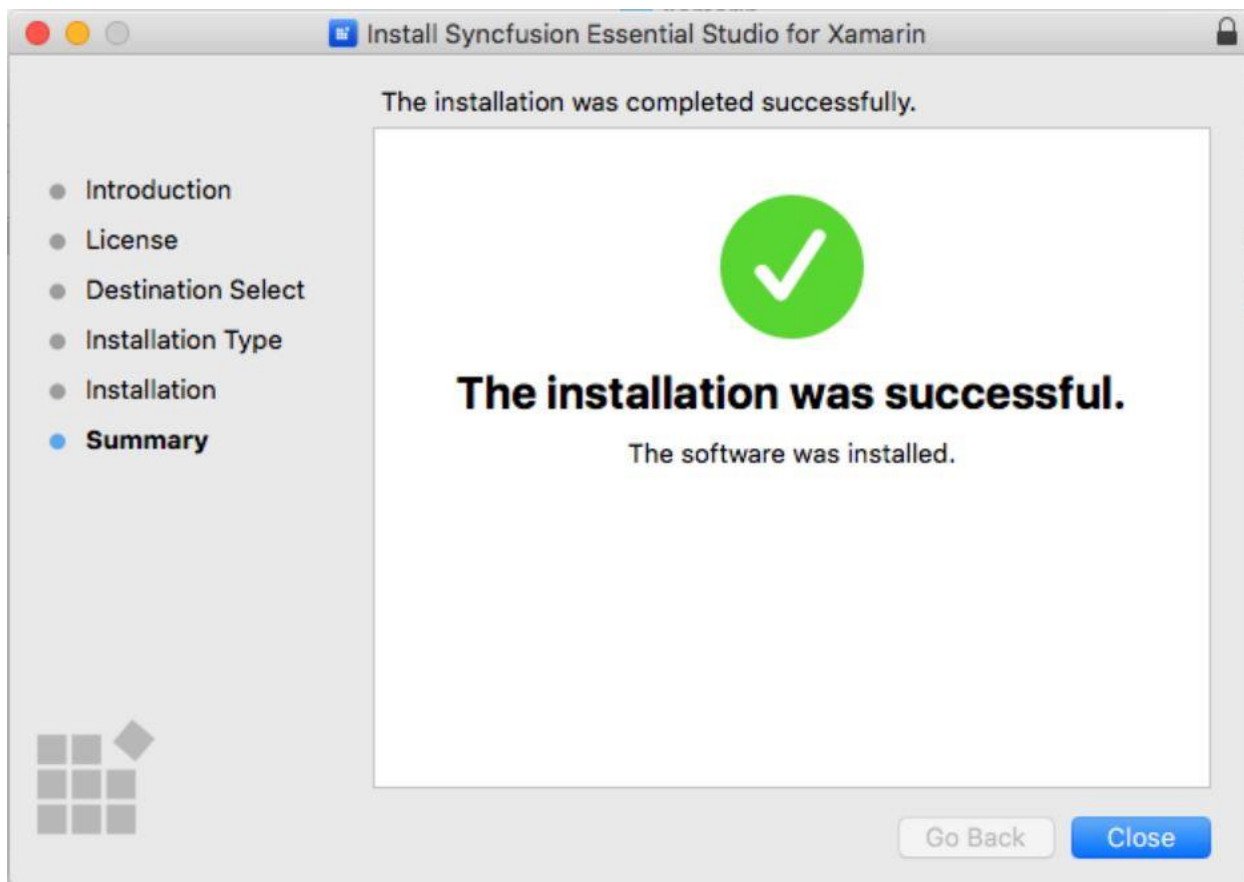 Install Syncfusion Essential Studio for Xamarin
The installation was completed successfully.
Introduction
License
Destination Select
Installation Type
Installation
Summary
The installation was successful.
The software was installed.
Go Back
Close